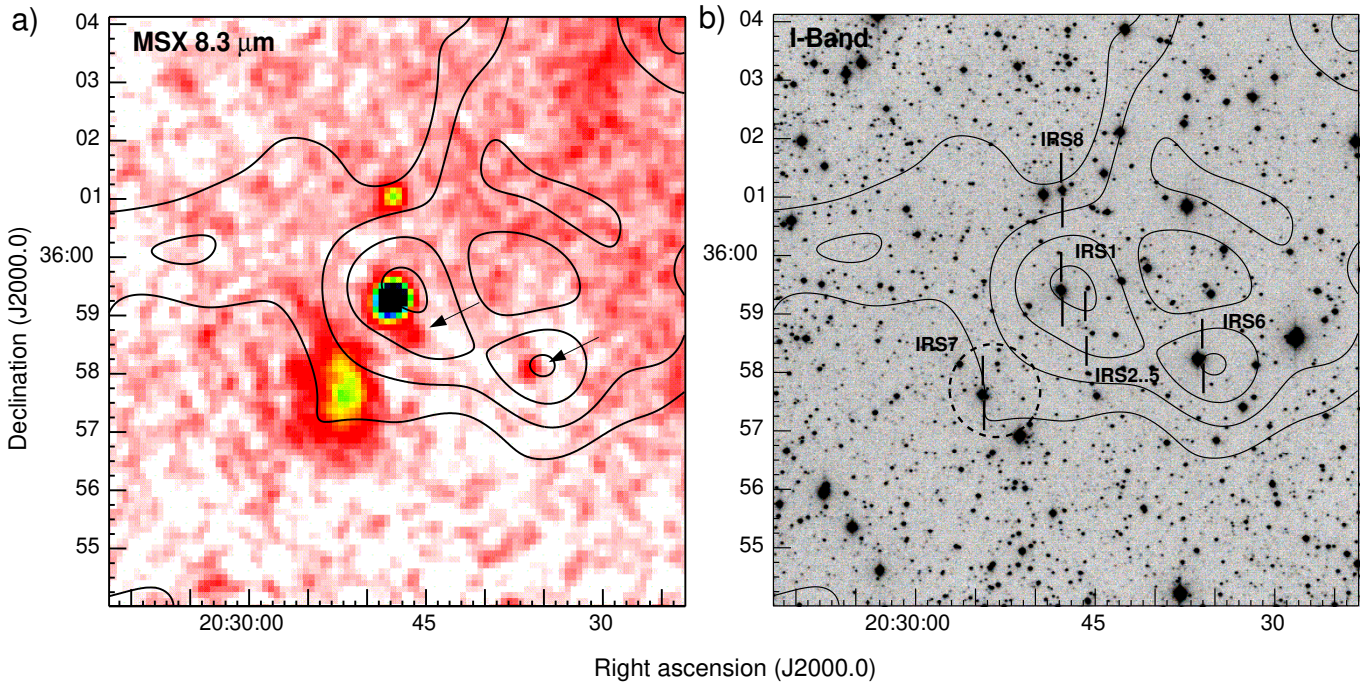 a)
MSX 8.3 μm
04
03
02
01
36:00
59
58
57
56
55
20:30:00
45
30
Declination (J2000.0)
b)
I-Band
04
03
02
01
36:00
59
58
57
56
55
IRS8
IRS1
IRS6
IRS7
IRS2..5
20:30:00
45
30
Right ascension (J2000.0)